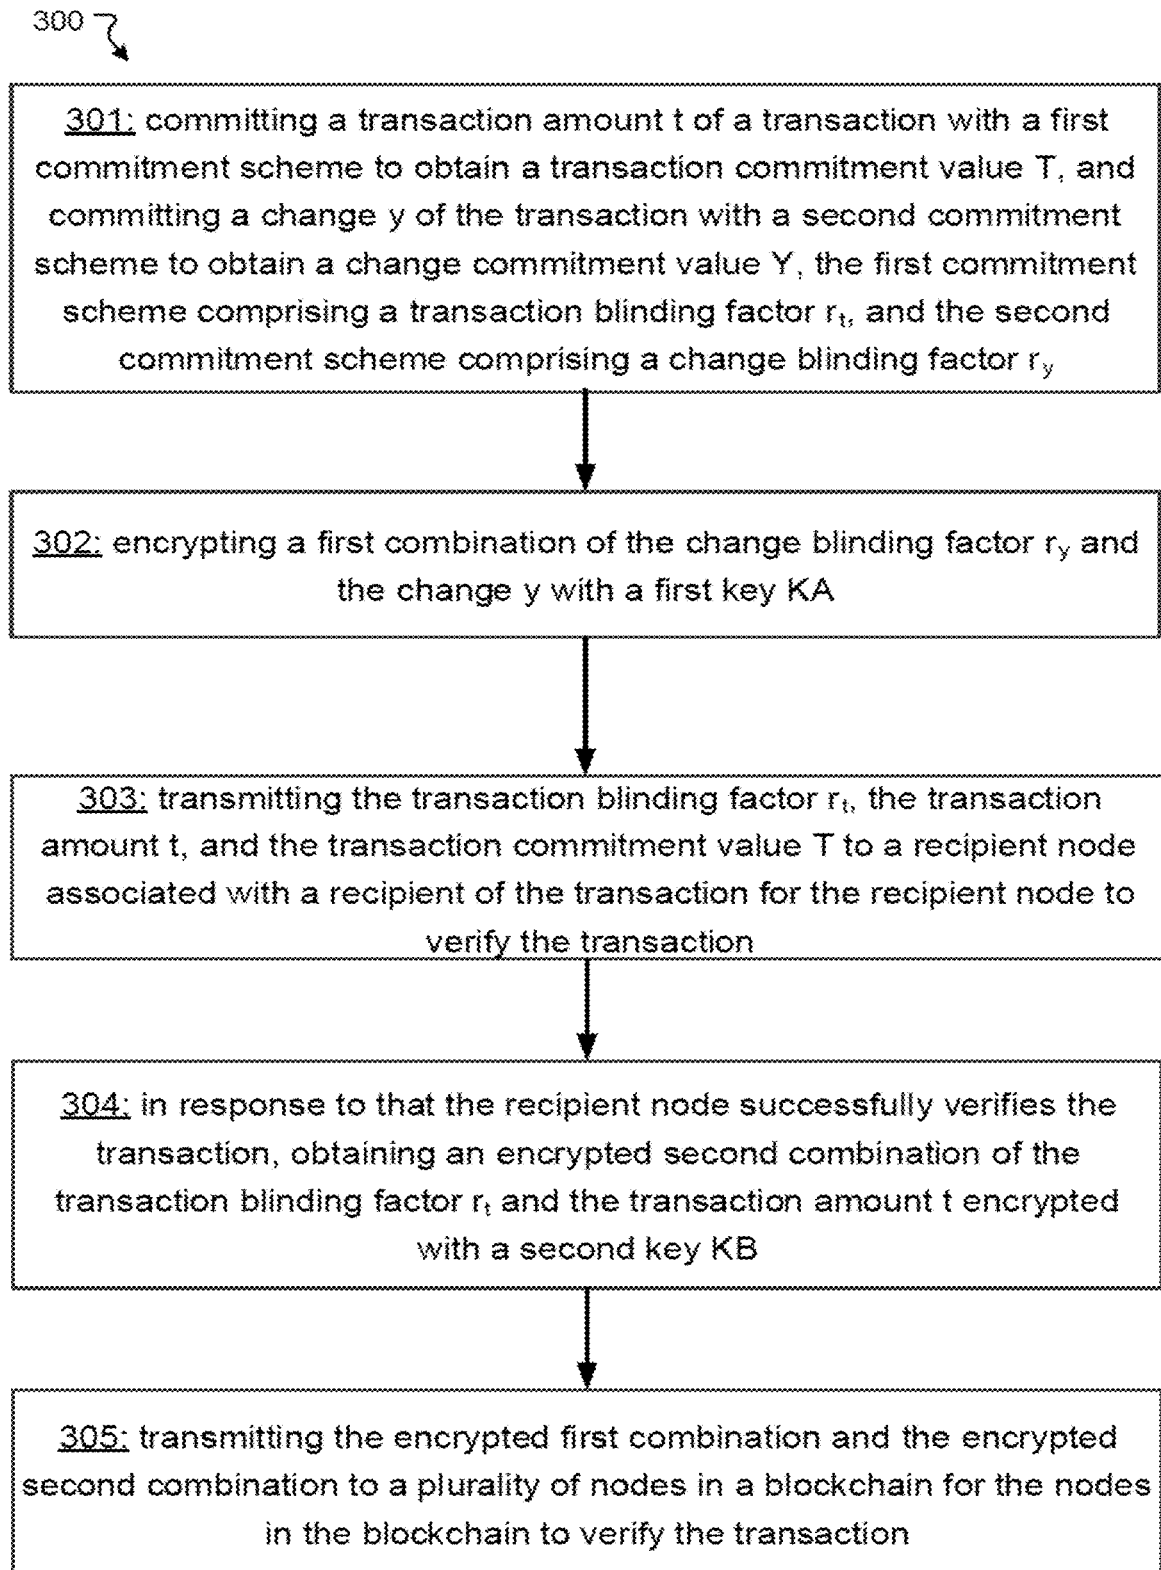 300
301: committing a transaction amount t of a transaction with a first
commitment scheme to obtain a transaction commitment value T, and
committing a change y of the transaction with a second commitment
scheme to obtain a change commitment value Y, the first commitment
scheme comprising a transaction blinding factor rₜ, and the second
commitment scheme comprising a change blinding factor r_y
302: encrypting a first combination of the change blinding factor r_y and
the change y with a first key KA
303: transmitting the transaction blinding factor rₜ, the transaction
amount t, and the transaction commitment value T to a recipient node
associated with a recipient of the transaction for the recipient node to
verify the transaction
304: in response to that the recipient node successfully verifies the
transaction, obtaining an encrypted second combination of the
transaction blinding factor rₜ and the transaction amount t encrypted
with a second key KB
305: transmitting the encrypted first combination and the encrypted
second combination to a plurality of nodes in a blockchain for the nodes
in the blockchain to verify the transaction